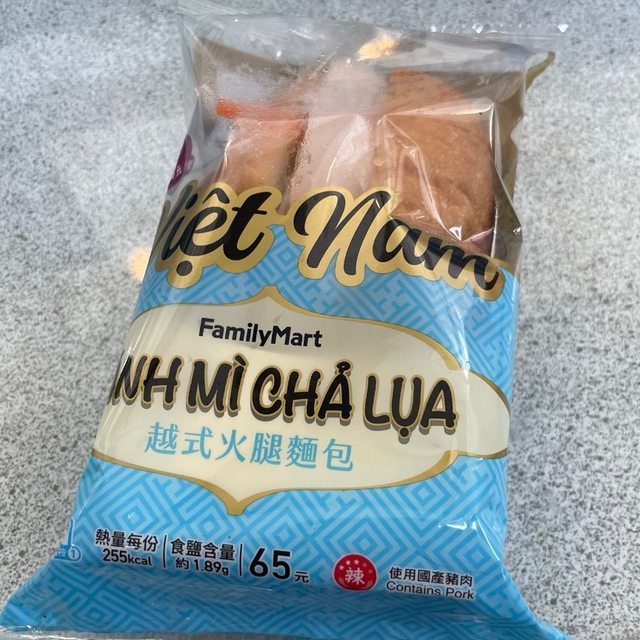 Việt Nam
FamilyMart
NH MÌ CHẢ LỤA
越式火腿麵包
熱量每份 食鹽含量 65元
255kcal 約1.89g
辣 使用國產豬肉
Contains Pork